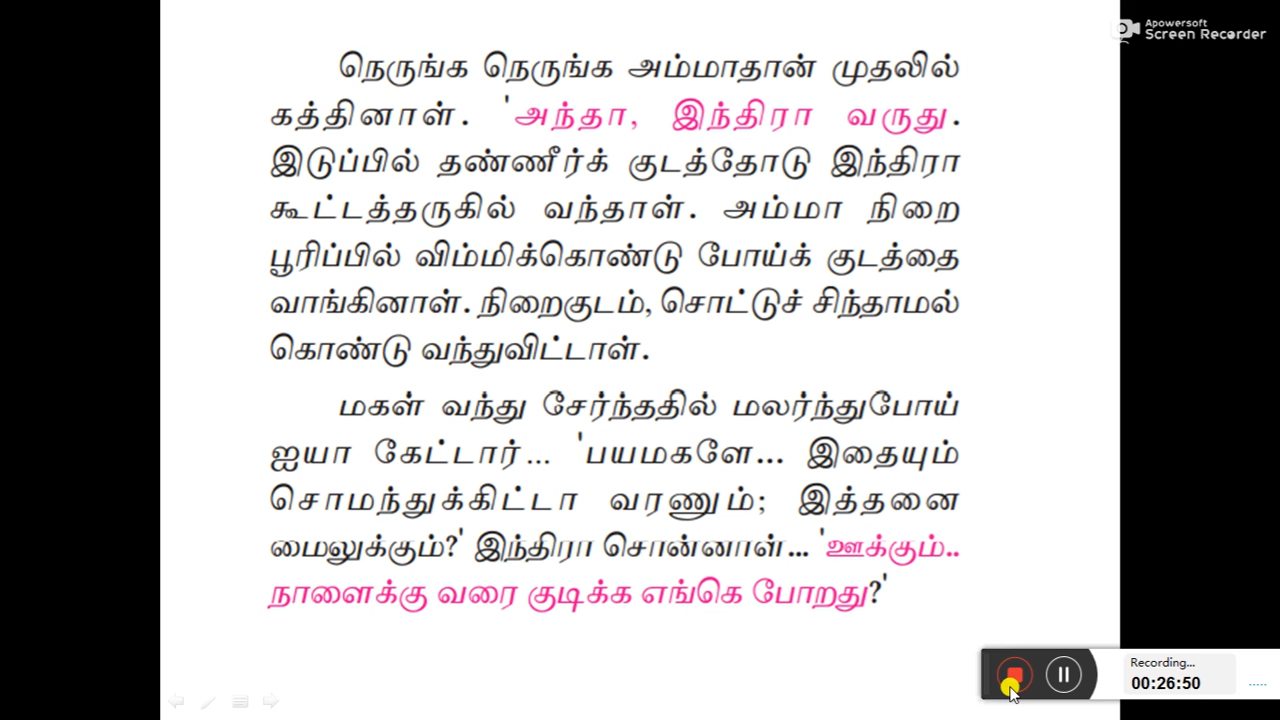 Apowersoft
Screen Recorder
நெருங்க நெருங்க அம்மாதான் முதலில்
கத்தினாள். 'அந்தா, இந்திரா வருது.
இடுப்பில் தண்ணீர்க் குடத்தோடு இந்திரா
கூட்டத்தருகில் வந்தாள். அம்மா நிறை
பூரிப்பில் விம்மிக்கொண்டு போய்க் குடத்தை
வாங்கினாள். நிறைகுடம், சொட்டுச் சிந்தாமல்
கொண்டு வந்துவிட்டாள்.
மகள் வந்து சேர்ந்ததில் மலர்ந்துபோய்
ஐயா கேட்டார்... 'பயமகளே... இதையும்
சொமந்துக்கிட்டா வரணும்; இத்தனை
மைலுக்கும்?' இந்திரா சொன்னாள்... 'ஊக்கும்..
நாளைக்கு வரை குடிக்க எங்கெ போறது?'
Recording...
00:26:50